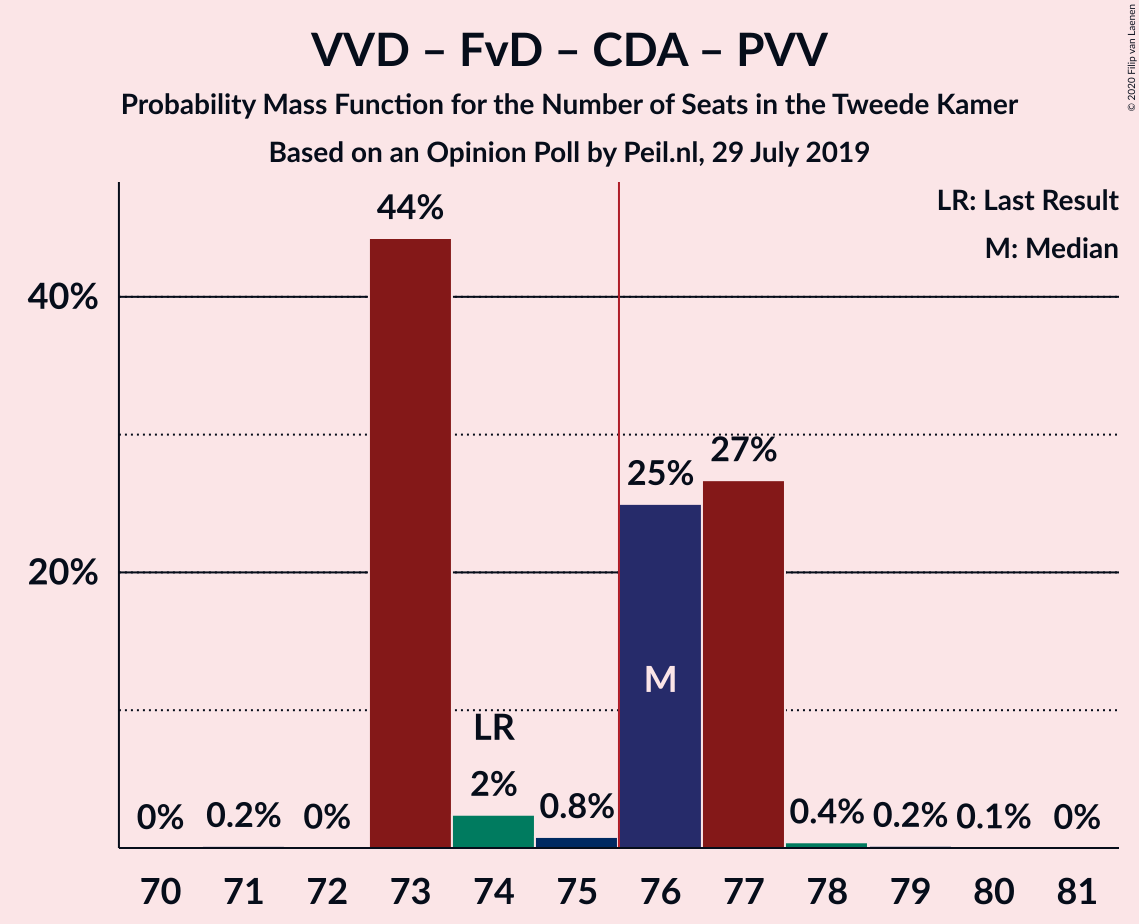 VVD – FvD – CDA – PVV
Probability Mass Function for the Number of Seats in the Tweede Kamer
Based on an Opinion Poll by Peil.nl, 29 July 2019
© 2020 Filip van Laenen
LR: Last Result
M: Median
40%
20%
0%
0.2%
0%
44%
LR
2%
0.8%
25%
M
27%
0.4%
0.2%
0.1%
0%
70 71 72 73 74 75 76 77 78 79 80 81